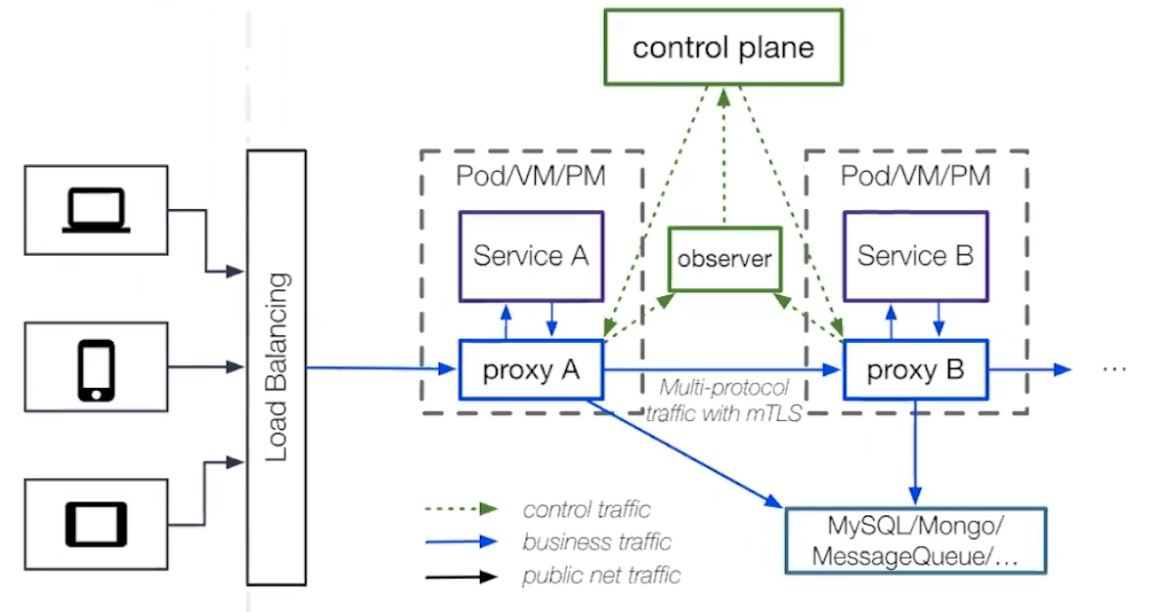 control plane
Pod/VM/PM
Pod/VM/PM
Service A
observer
Service B
Load Balancing
proxy A
proxy B
...
Multi-protocol
traffic with mTLS
control traffic
business traffic
public net traffic
MySQL/Mongo/
MessageQueue/...